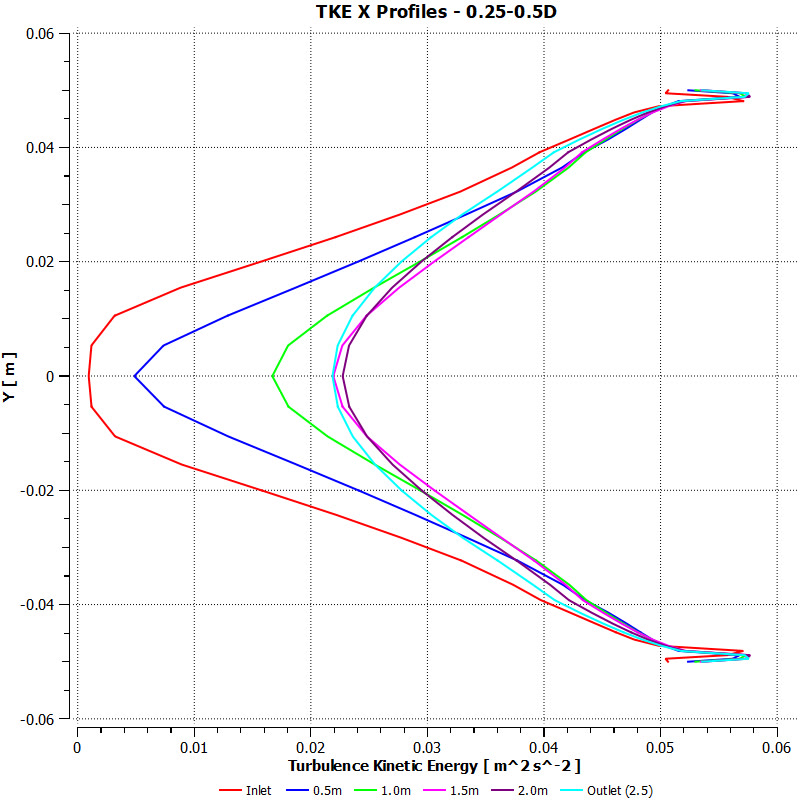 TKE X Profiles - 0.25-0.5D
0.06
0.04
0.02
0
-0.02
-0.04
-0.06
Y [ m ]
0 0.01 0.02 0.03 0.04 0.05 0.06
Turbulence Kinetic Energy [ m^2 s^-2 ]
Inlet 0.5m 1.0m 1.5m 2.0m Outlet (2.5)